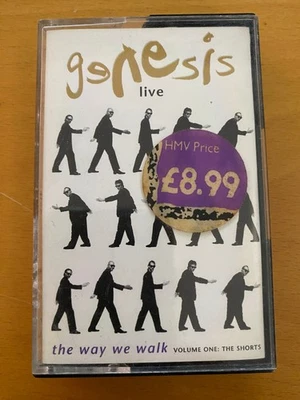 genesis
live
HMV Price
£8.99
the way we walk VOLUME ONE: THE SHORTS